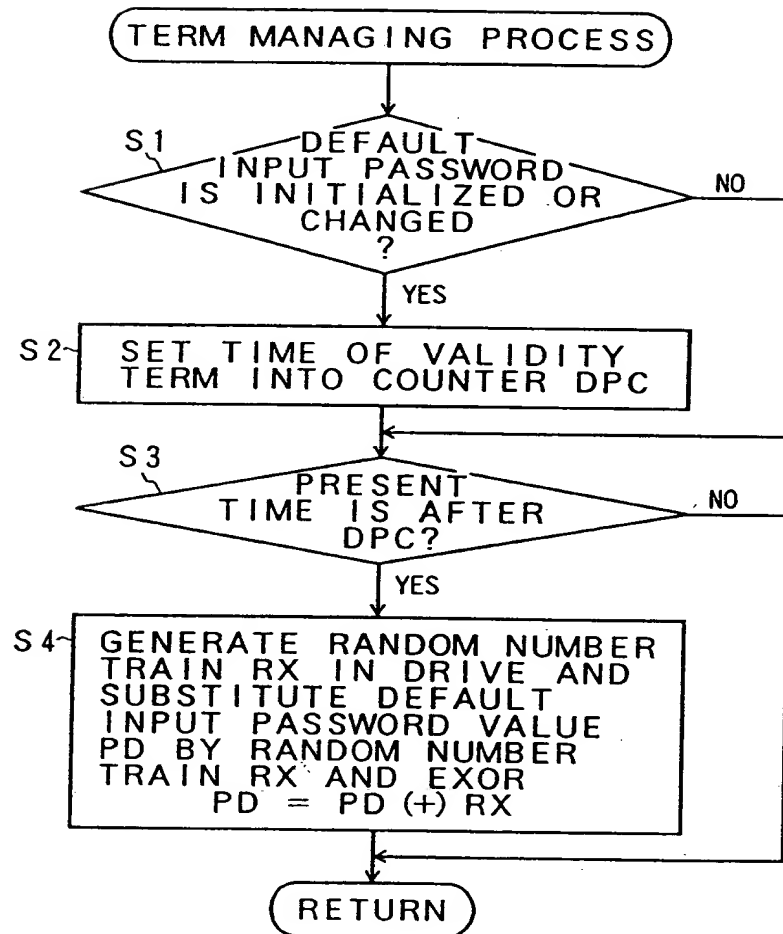 TERM MANAGING PROCESS
S1
DEFAULT
INPUT PASSWORD
IS INITIALIZED OR
CHANGED
?
NO
YES
S2
SET TIME OF VALIDITY
TERM INTO COUNTER DPC
S3
PRESENT
TIME IS AFTER
DPC?
NO
YES
S4
GENERATE RANDOM NUMBER
TRAIN RX IN DRIVE AND
SUBSTITUTE DEFAULT
INPUT PASSWORD VALUE
PD BY RANDOM NUMBER
TRAIN RX AND EXOR
PD = PD (+) RX
RETURN